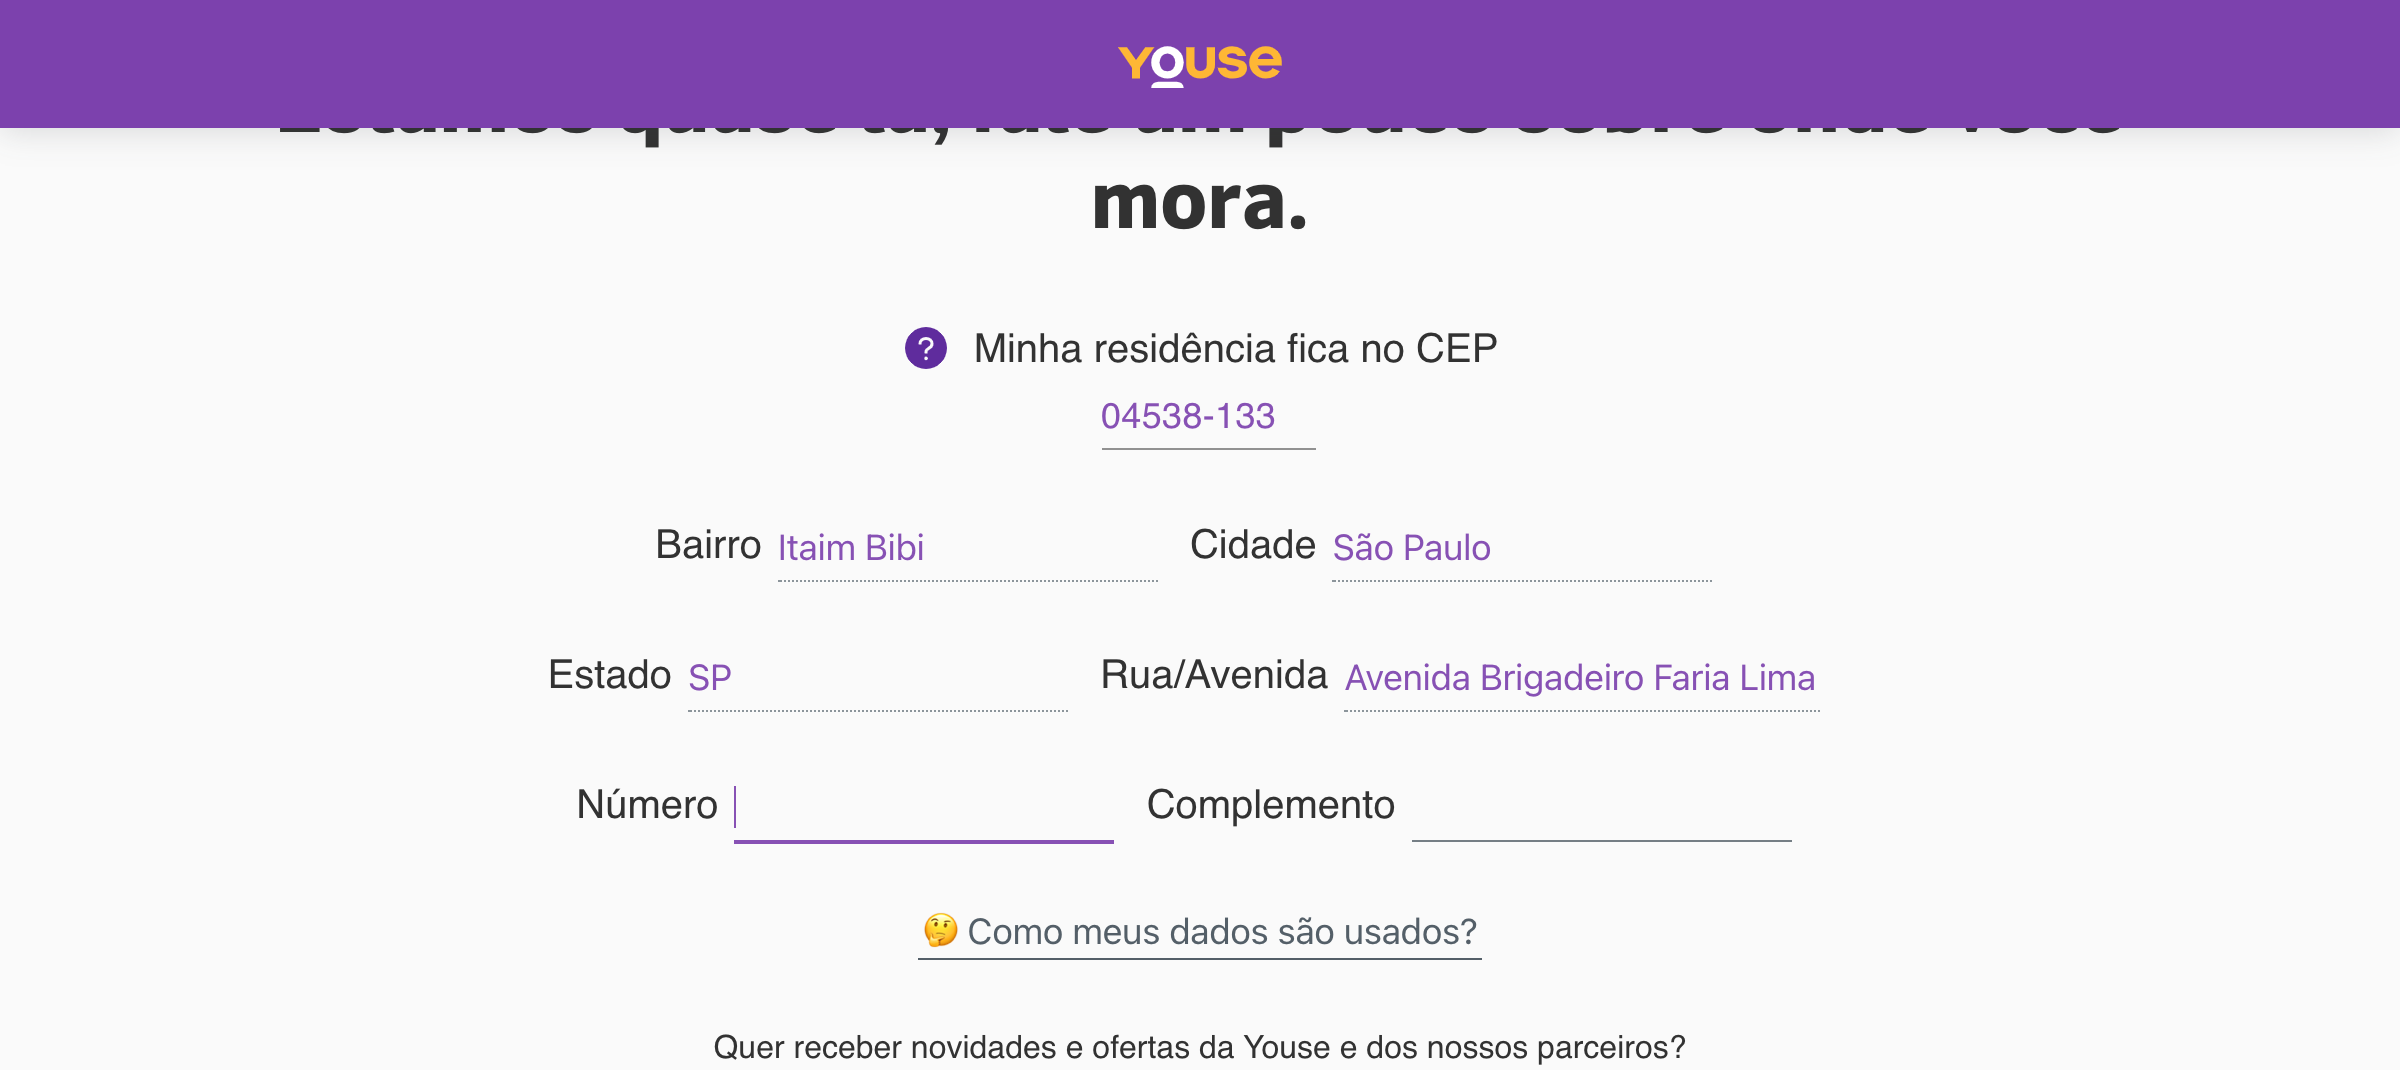 Youse
mora.
? Minha residência fica no CEP
04538-133
Bairro Itaim Bibi Cidade São Paulo
Estado SP Rua/Avenida Avenida Brigadeiro Faria Lima
Número Complemento
🤔 Como meus dados são usados?
Quer receber novidades e ofertas da Youse e dos nossos parceiros?